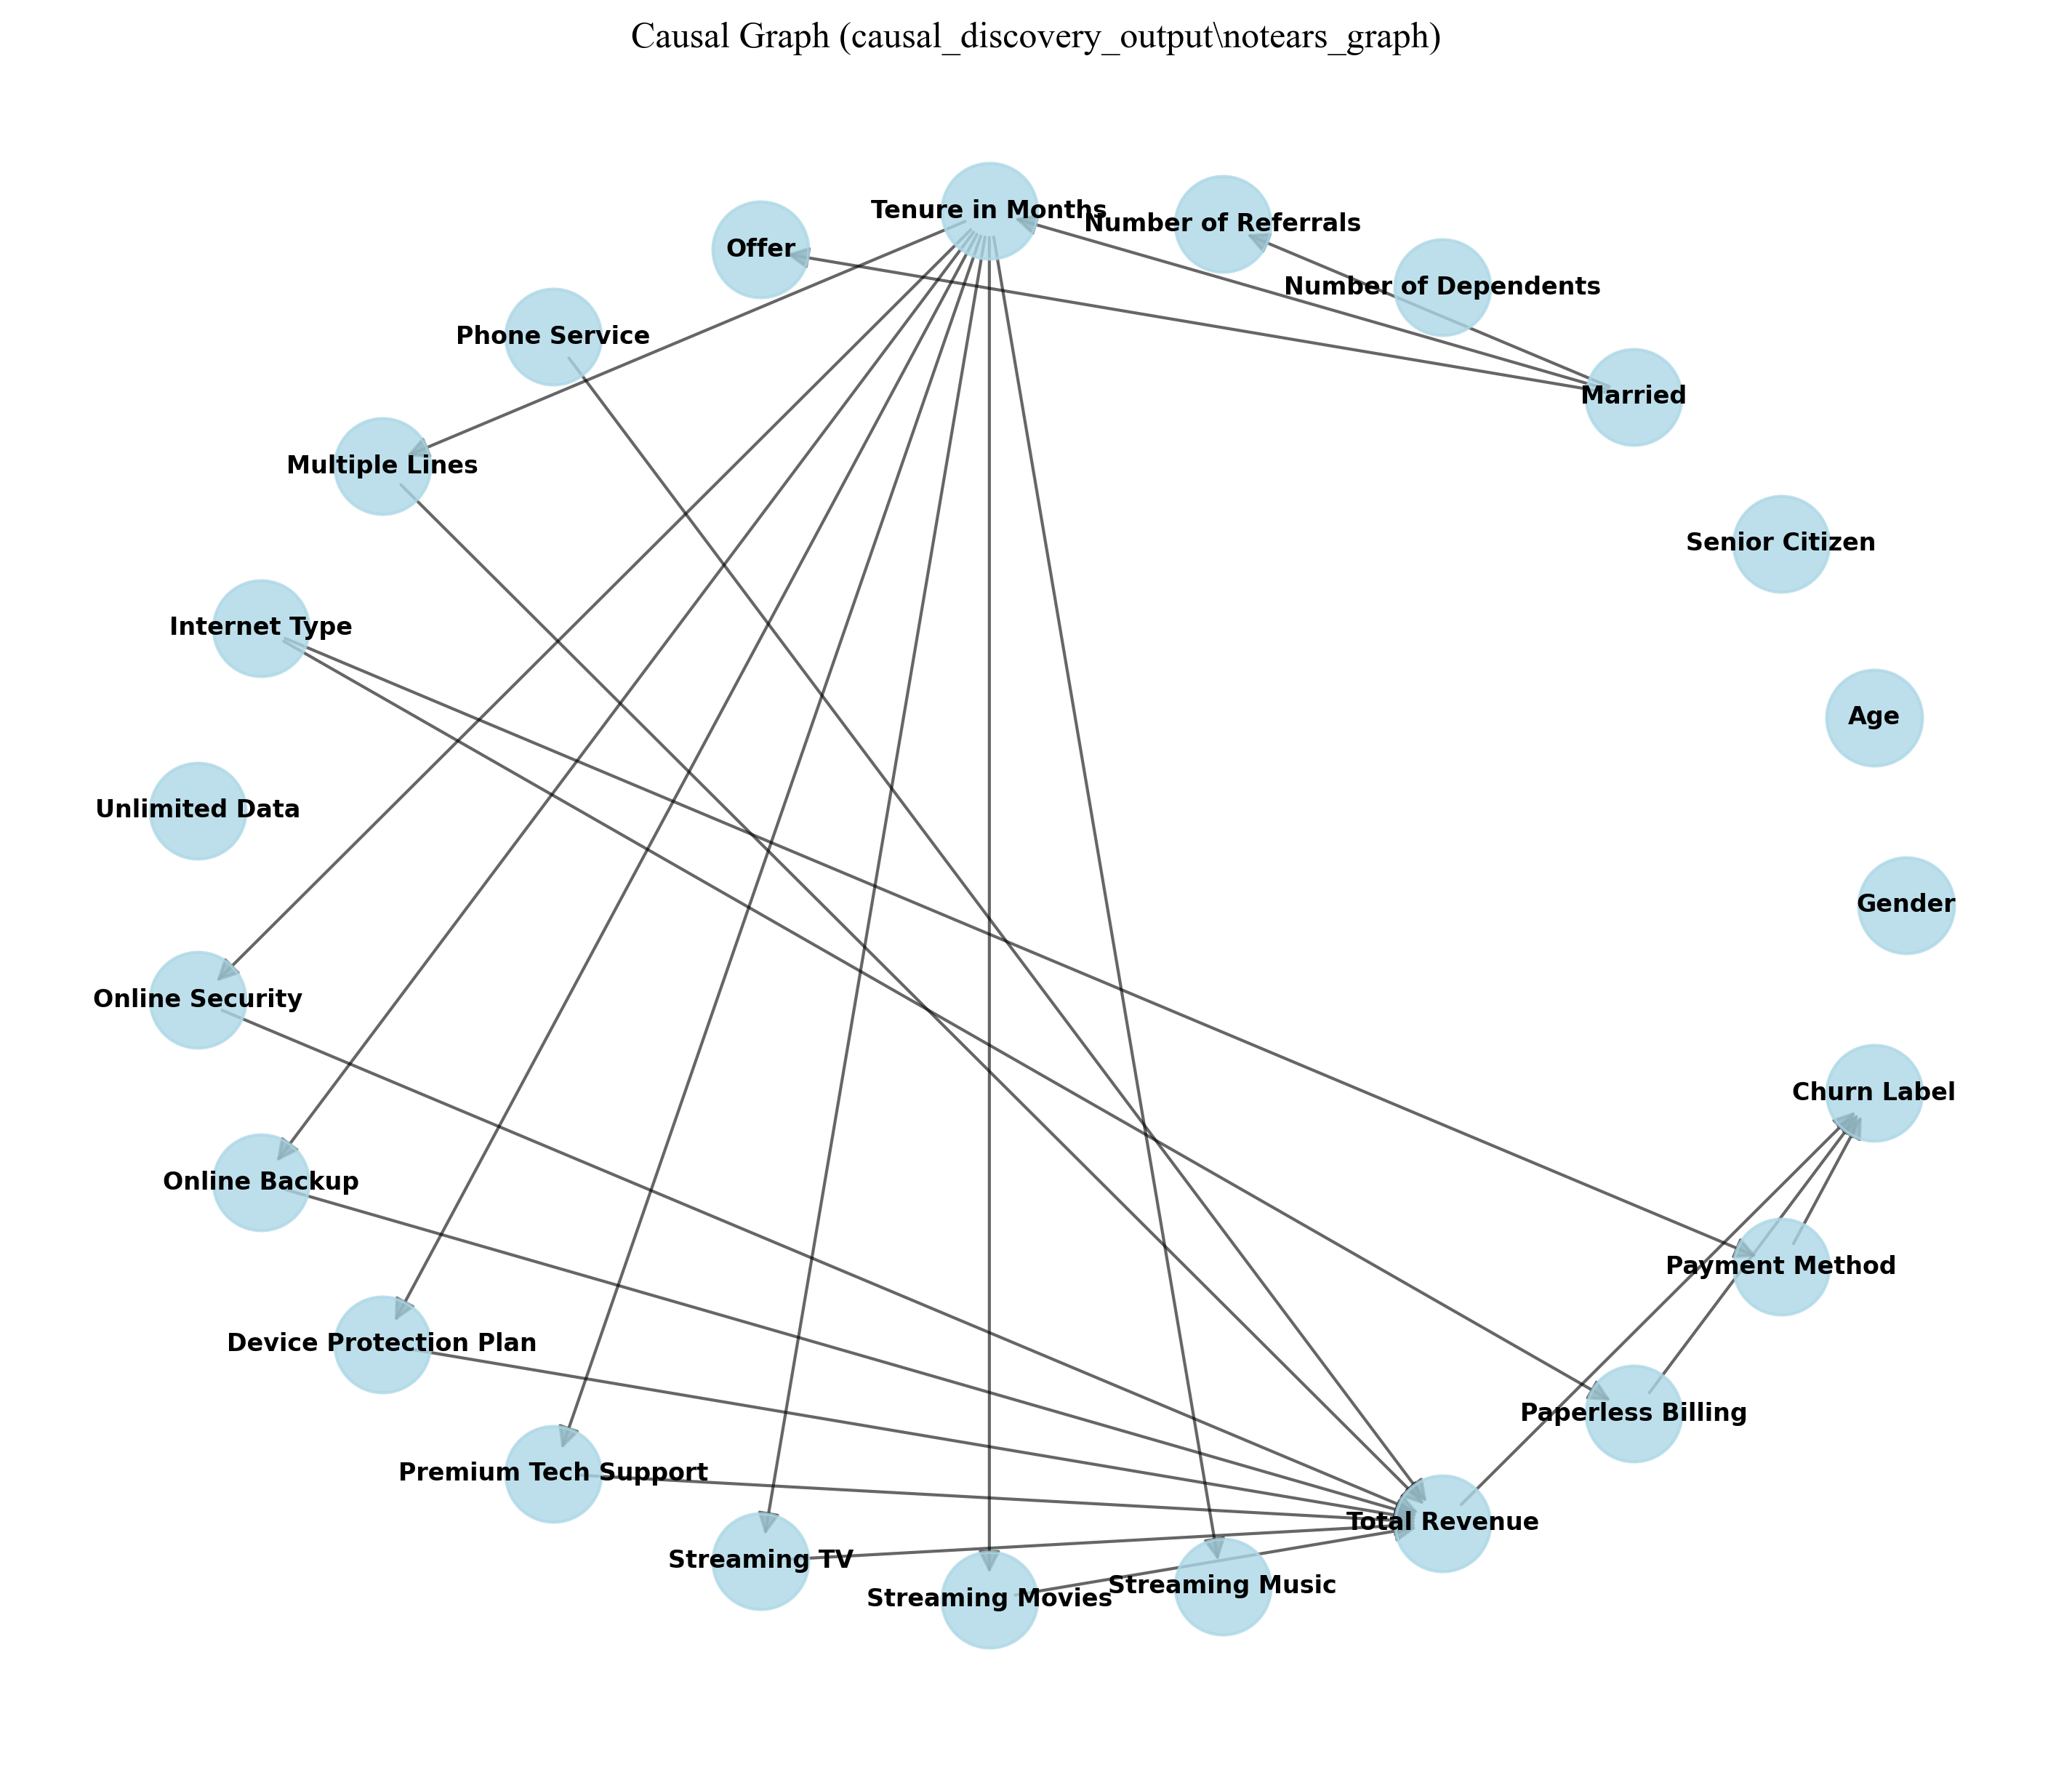 Causal Graph (causal_discovery_output\notears_graph)
Tenure in Months
Number of Referrals
Offer
Number of Dependents
Phone Service
Married
Multiple Lines
Senior Citizen
Internet Type
Age
Unlimited Data
Gender
Online Security
Churn Label
Online Backup
Payment Method
Device Protection Plan
Paperless Billing
Premium Tech Support
Total Revenue
Streaming TV
Streaming Music
Streaming Movies